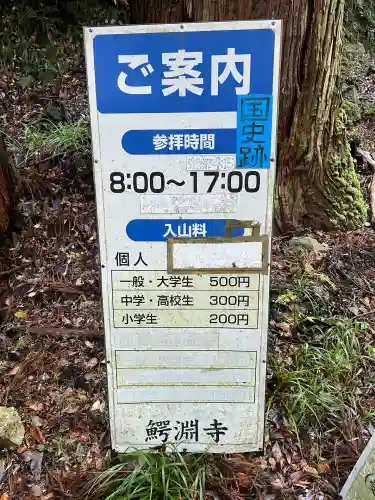 ご案内
国史跡
参拝時間
8:00～17:00
入山料
個人
一般・大学生 500円
中学・高校生 300円
小学生 200円
鰐淵寺